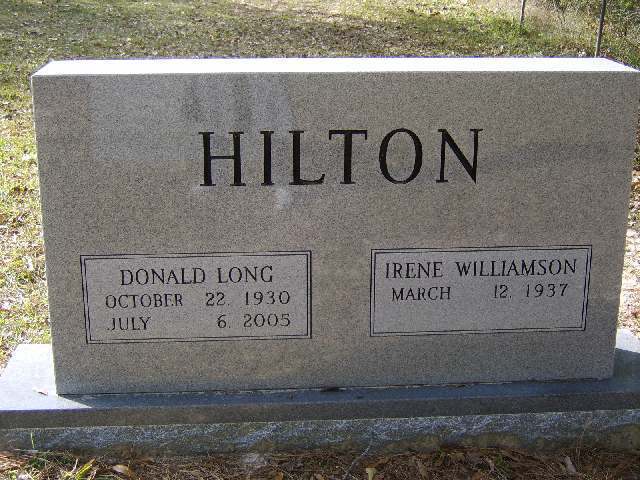 HILTON
DONALD LONG
OCTOBER 22, 1930
JULY 6, 2005
IRENE WILLIAMSON
MARCH 12, 1937